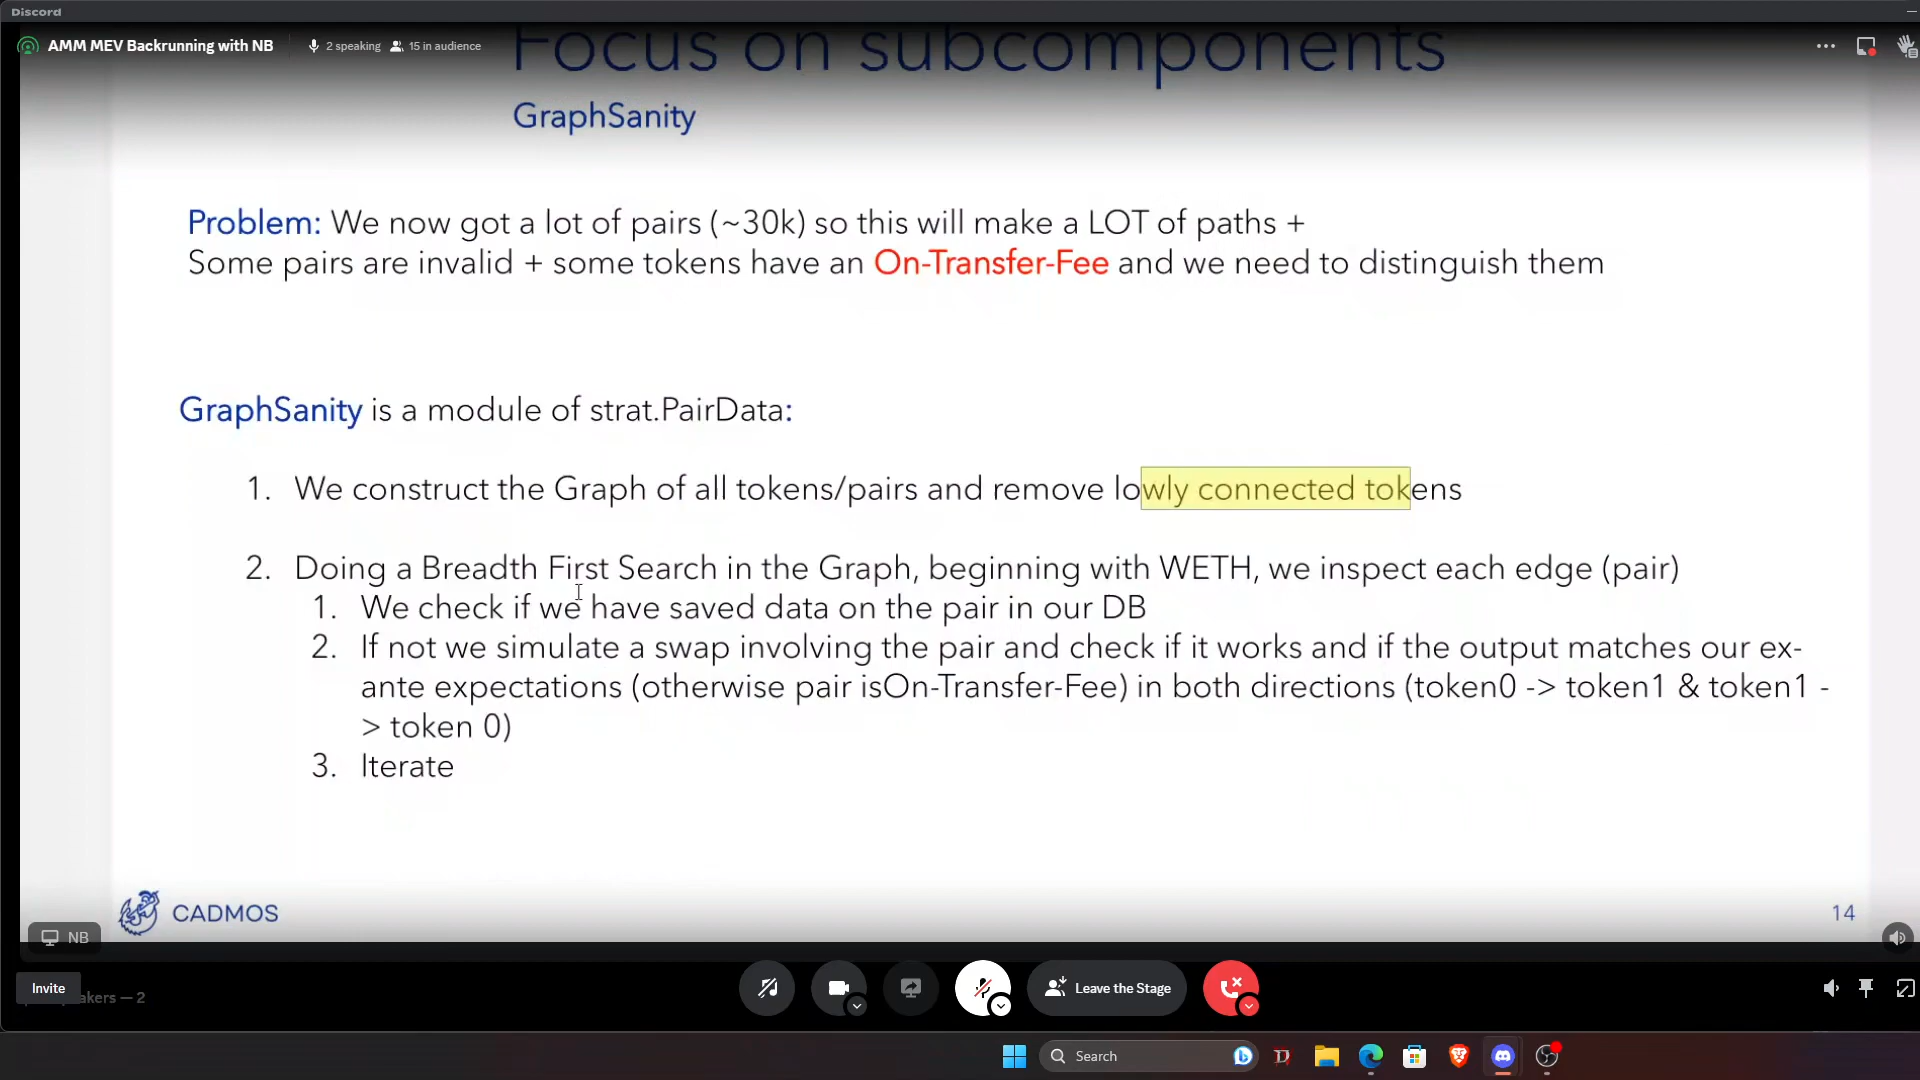 Discord
AMM MEV Backrunning with NB
2 speaking
15 in audience
Focus on subcomponents
GraphSanity
Problem: We now got a lot of pairs (~30k) so this will make a LOT of paths +
Some pairs are invalid + some tokens have an On-Transfer-Fee and we need to distinguish them
GraphSanity is a module of strat.PairData:
1. We construct the Graph of all tokens/pairs and remove lowly connected tokens
2. Doing a Breadth First Search in the Graph, beginning with WETH, we inspect each edge (pair)
1. We check if we have saved data on the pair in our DB
2. If not we simulate a swap involving the pair and check if it works and if the output matches our ex-
ante expectations (otherwise pair isOn-Transfer-Fee) in both directions (token0 -> token1 & token1 -
> token 0)
3. Iterate
CADMOS
14
NB
Invite
akers — 2
Leave the Stage
Search